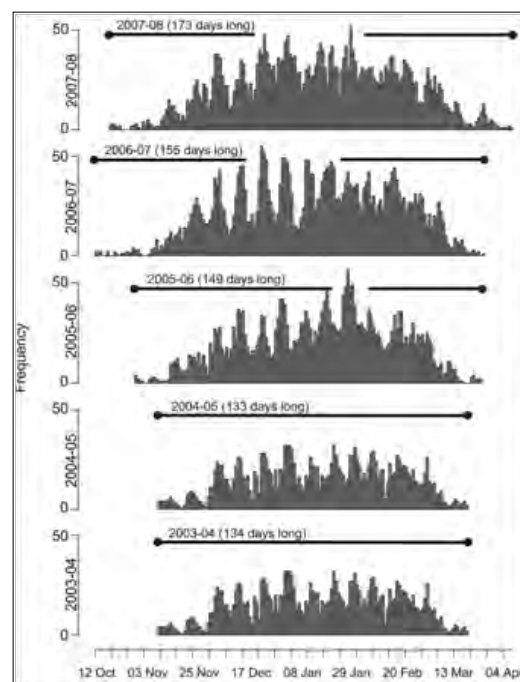 50
2007-08 (173 days long)
2007-08
0
50
2006-07 (155 days long)
2006-07
0
50
2005-06 (149 days long)
2005-06
0
Frequency
50
2004-05 (133 days long)
2004-05
0
50
2003-04 (134 days long)
2003-04
0
12 Oct 03 Nov 25 Nov 17 Dec 08 Jan 29 Jan 20 Feb 13 Mar 04 Ap